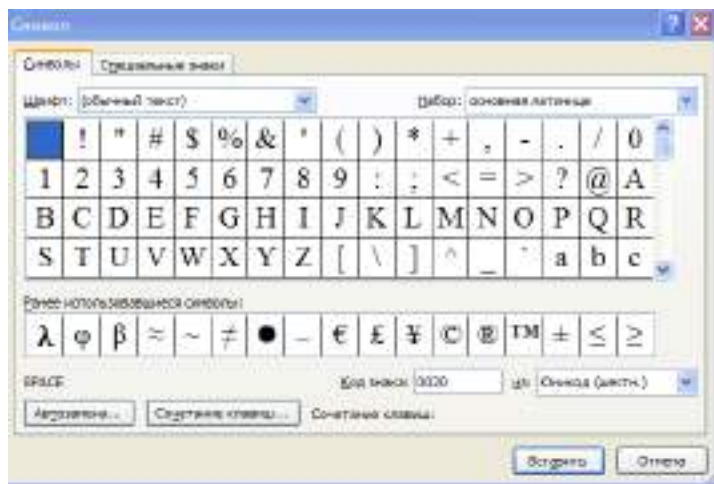 Символ
Символы Специальные знаки
Шрифт: (обычный текст) Набор: основная латиница
! " # $ % & ' ( ) * + , - . / 0
1 2 3 4 5 6 7 8 9 : ; < = > ? @ A
B C D E F G H I J K L M N O P Q R
S T U V W X Y Z [ \ ] ^ _ ` a b c
Ранее использовавшиеся символы:
λ φ β ≈ ~ ≠ ● – € £ ¥ © ® ™ ± ≤ ≥
SPACE Код знака: 0020 из: Юникод (шестн.)
Автозамена... Сочетание клавиш... Сочетание клавиш:
Вставить Отмена